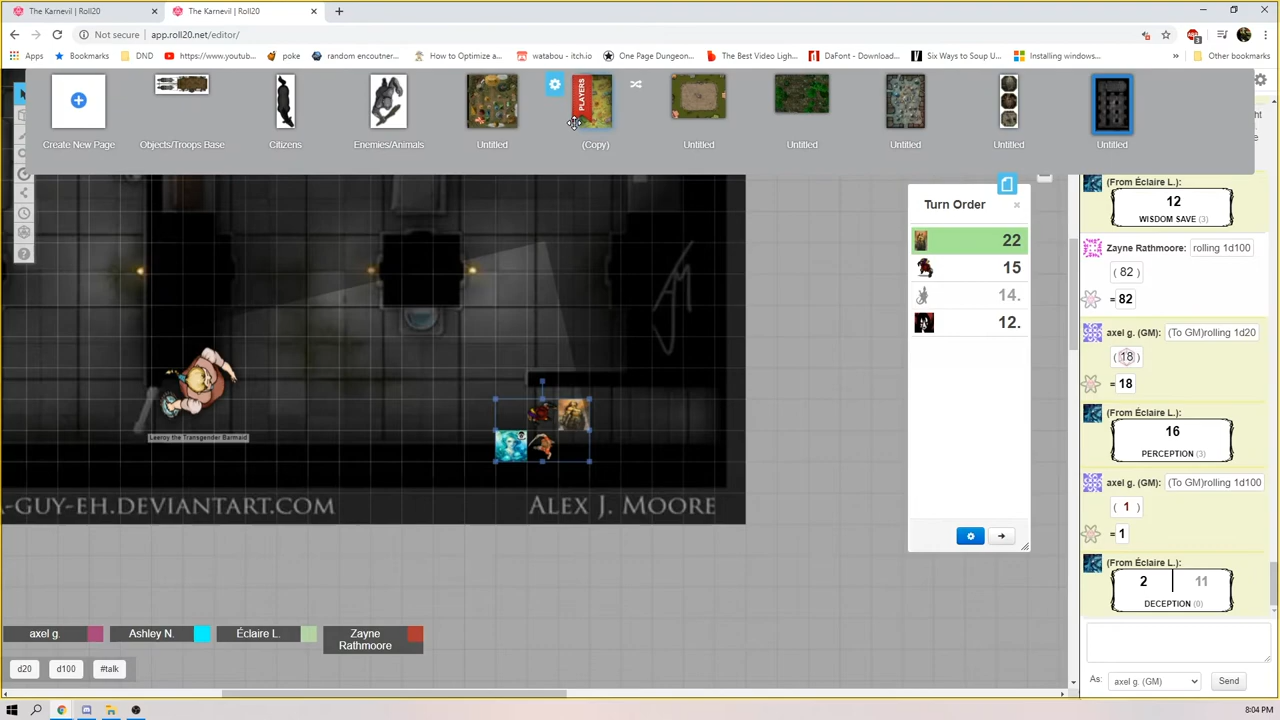 The Karnevil | Roll20
The Karnevil | Roll20
Not secure | app.roll20.net/editor/
Apps
Bookmarks
DND
https://www.youtub...
poke
random encoutner...
How to Optimize a...
watabou - itch.io
One Page Dungeon...
The Best Video Ligh...
DaFont - Download...
Six Ways to Soup U...
Installing windows...
»
Other bookmarks
PLAYERS
Create New Page
Objects/Troops Base
Citizens
Enemies/Animals
Untitled
(Copy)
Untitled
Untitled
Untitled
Untitled
Untitled
Turn Order
22
15
14.
12.
Leeroy the Transgender Barmaid
-GUY-EH.DEVIANTART.COM
ALEX J. MOORE
axel g.
Ashley N.
Éclaire L.
Zayne
Rathmoore
d20
d100
#talk
(From Éclaire L.):
12
WISDOM SAVE (3)
Zayne Rathmoore: rolling 1d100
(82)
=82
axel g. (GM): (To GM)rolling 1d20
(18)
=18
(From Éclaire L.):
16
PERCEPTION (3)
axel g. (GM): (To GM)rolling 1d100
(1)
=1
(From Éclaire L.):
2 11
DECEPTION (0)
As: axel g. (GM)
Send
8:04 PM